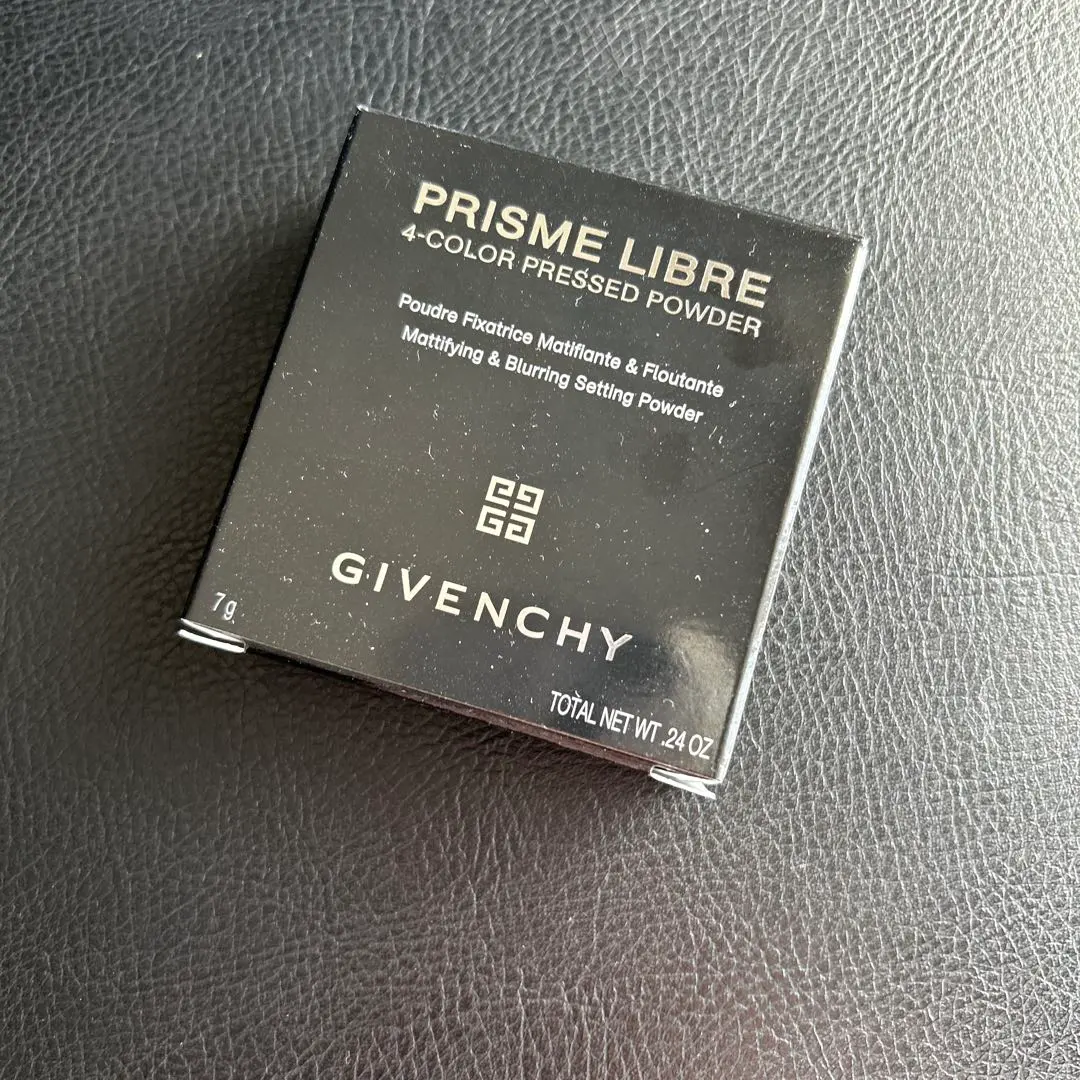 PRISME LIBRE
4-COLOR PRESSED POWDER
Poudre Fixatrice Matifiante & Floutante
Mattifying & Blurring Setting Powder
GIVENCHY
7g
TOTAL NET WT .24 OZ